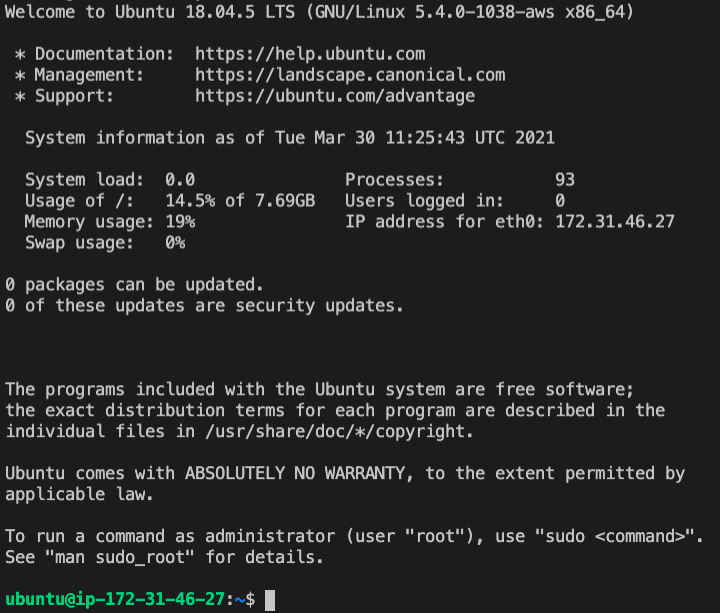 Welcome to Ubuntu 18.04.5 LTS (GNU/Linux 5.4.0-1038-aws x86_64)
* Documentation:  https://help.ubuntu.com
* Management:     https://landscape.canonical.com
* Support:        https://ubuntu.com/advantage
System information as of Tue Mar 30 11:25:43 UTC 2021
System load:  0.0               Processes:           93
Usage of /:   14.5% of 7.69GB   Users logged in:     0
Memory usage: 19%               IP address for eth0: 172.31.46.27
Swap usage:   0%
0 packages can be updated.
0 of these updates are security updates.
The programs included with the Ubuntu system are free software;
the exact distribution terms for each program are described in the
individual files in /usr/share/doc/*/copyright.
Ubuntu comes with ABSOLUTELY NO WARRANTY, to the extent permitted by
applicable law.
To run a command as administrator (user "root"), use "sudo <command>".
See "man sudo_root" for details.
ubuntu@ip-172-31-46-27:~$